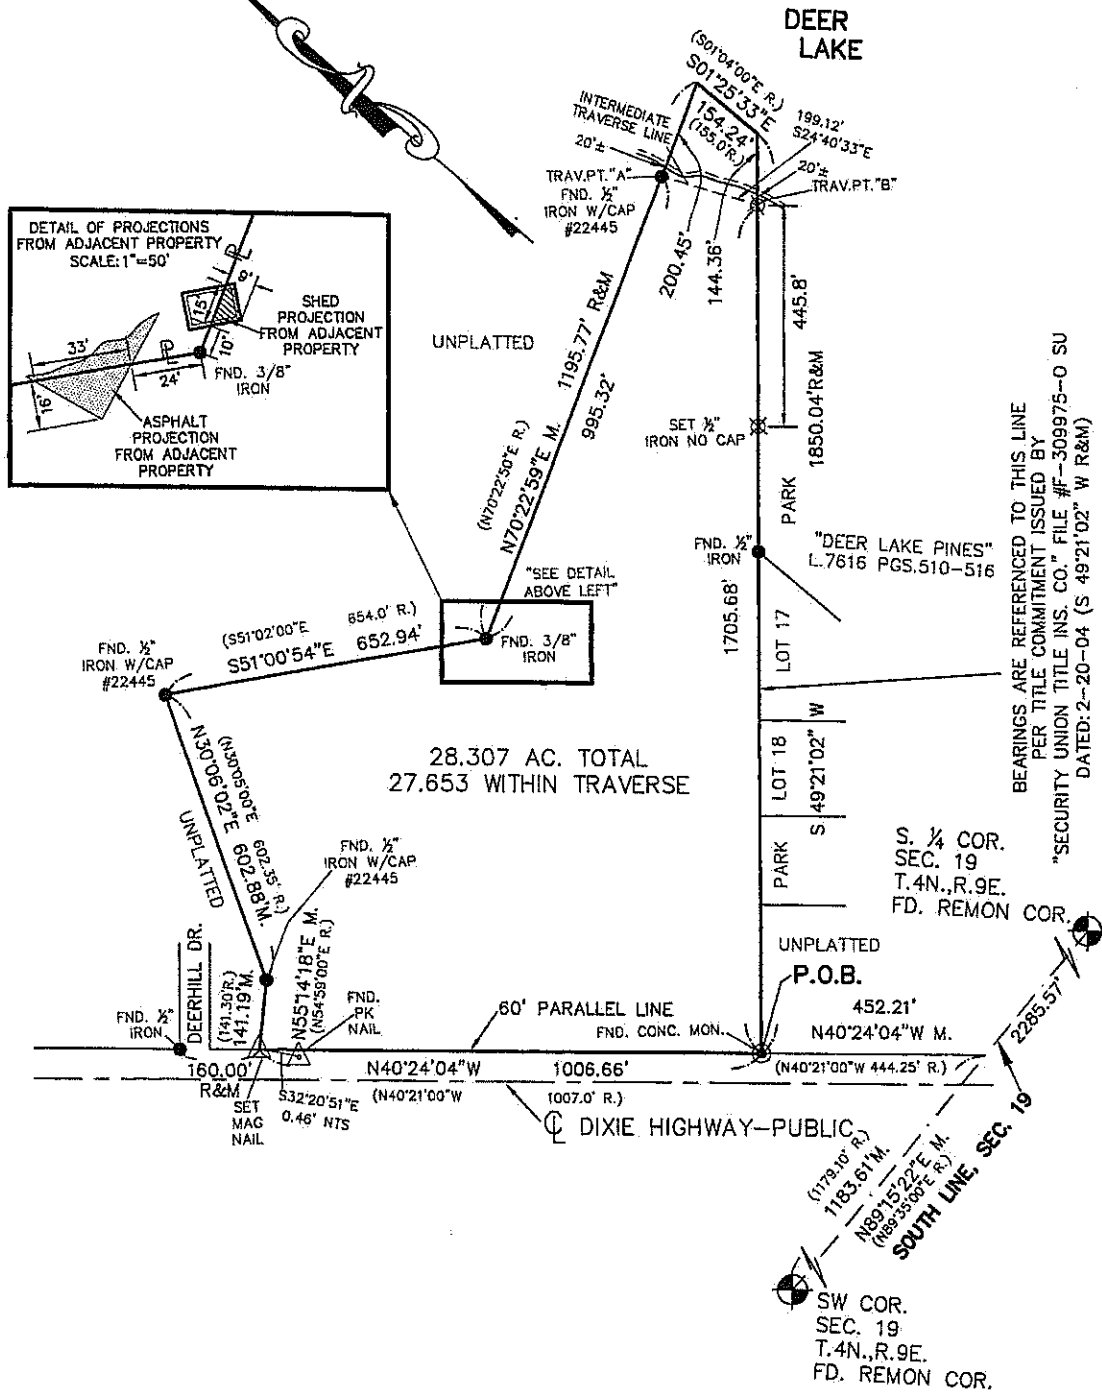 DEER
LAKE
(S01°04'00"E R.)
S01°25'33"E
154.24'
(155.0'R.)
INTERMEDIATE
TRAVERSE LINE
20'±
199.12'
S24°40'33"E
20'±
TRAV.PT."A"
FND. ½"
IRON W/CAP
#22445
TRAV.PT."B"
200.45'
144.36'
445.8'
DETAIL OF PROJECTIONS
FROM ADJACENT PROPERTY
SCALE:1"=50'
PL
9'
15'
SHED
PROJECTION
FROM ADJACENT
PROPERTY
33'
PL
10'
24'
FND. 3/8"
IRON
16'
ASPHALT
PROJECTION
FROM ADJACENT
PROPERTY
UNPLATTED
1195.77' R&M
995.32'
(N70°22'50"E R.)
N70°22'59"E M.
SET ½"
IRON NO CAP
1850.04'R&M
PARK
FND. ½"
IRON
"DEER LAKE PINES"
L.7616 PGS.510-516
1705.68'
LOT 17
LOT 18
S 49°21'02" W
PARK
BEARINGS ARE REFERENCED TO THIS LINE
PER TITLE COMMITMENT ISSUED BY
"SECURITY UNION TITLE INS. CO." FILE #F-309975-O SU
DATED:2-20-04 (S 49°21'02" W R&M)
"SEE DETAIL
ABOVE LEFT"
FND. 3/8"
IRON
(S51°02'00"E 654.0' R.)
S51°00'54"E 652.94'
FND. ½"
IRON W/CAP
#22445
(N30°05'00"E 602.35' R.)
N30°06'02"E 602.88'M.
UNPLATTED
28.307 AC. TOTAL
27.653 WITHIN TRAVERSE
FND. ½"
IRON W/CAP
#22445
S. ¼ COR.
SEC. 19
T.4N.,R.9E.
FD. REMON COR.
UNPLATTED
P.O.B.
DEERHILL DR.
(141.30'R.)
141.19'M.
N55°14'18"E M.
(N54°59'00"E R.)
FND.
PK
NAIL
FND. ½"
IRON
60' PARALLEL LINE
FND. CONC. MON.
452.21'
N40°24'04"W M.
(N40°21'00"W 444.25' R.)
2285.57'
160.00'
R&M
SET
MAG
NAIL
S32°20'51"E
0.46' NTS
N40°24'04"W 1006.66'
(N40°21'00"W 1007.0' R.)
CL DIXIE HIGHWAY-PUBLIC
(1179.10' R.)
1183.61'M.
N89°15'22"E M.
(N89°35'00"E R.)
SOUTH LINE, SEC. 19
SW COR.
SEC. 19
T.4N.,R.9E.
FD. REMON COR.